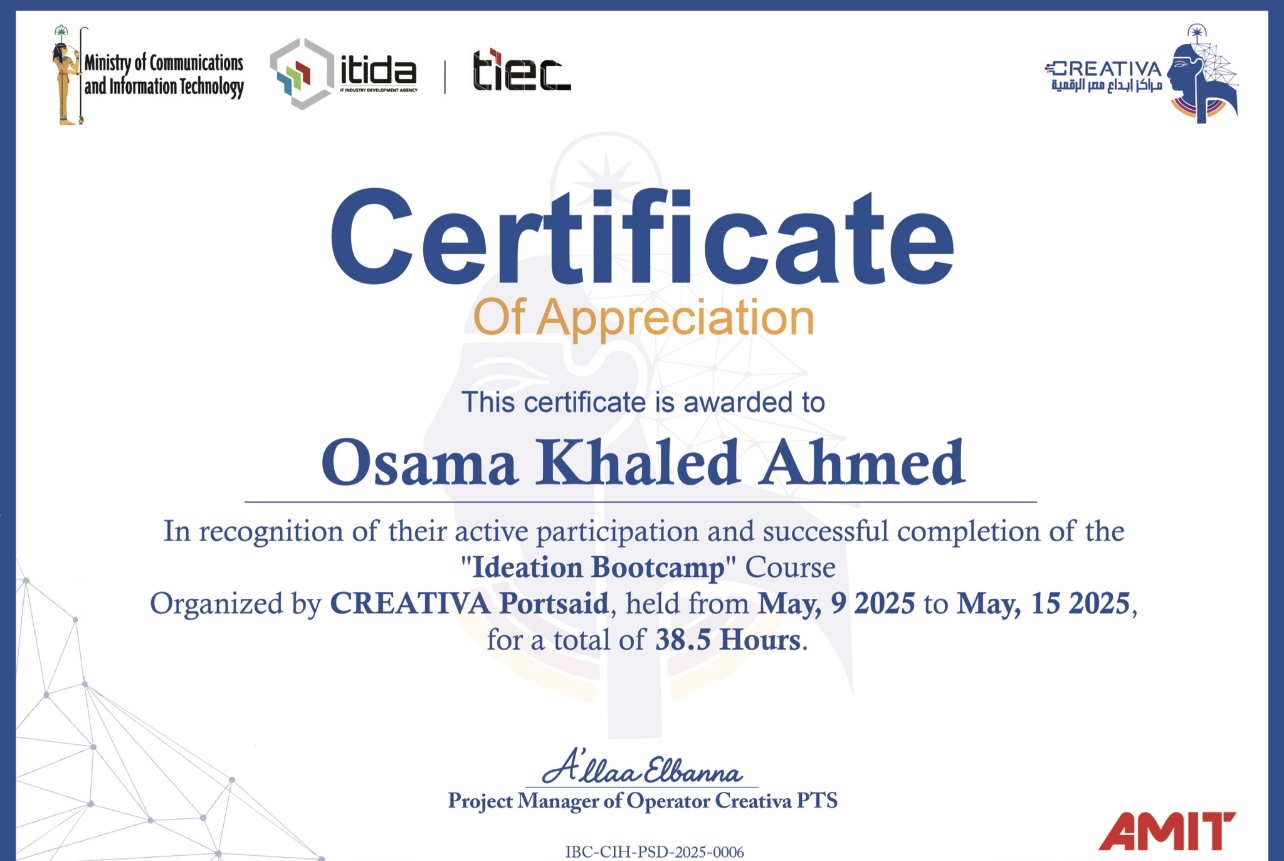 Ministry of Communications
and Information Technology
itida
IT INDUSTRY DEVELOPMENT AGENCY
tiec
CREATIVA
مراكز إبداع مصر الرقمية
Certificate
Of Appreciation
This certificate is awarded to
Osama Khaled Ahmed
In recognition of their active participation and successful completion of the
"Ideation Bootcamp" Course
Organized by CREATIVA Portsaid, held from May, 9 2025 to May, 15 2025,
for a total of 38.5 Hours.
A'llaa Elbanna
Project Manager of Operator Creativa PTS
AMIT
IBC-CIH-PSD-2025-0006